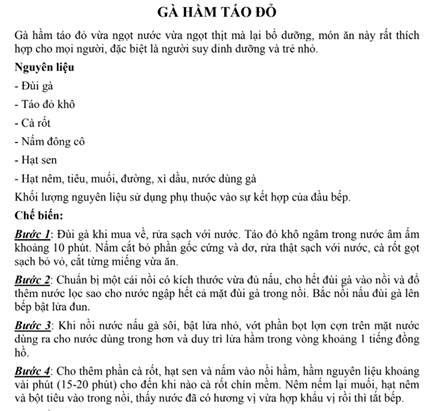 GÀ HẦM TÁO ĐỎ
Gà hầm táo đỏ vừa ngọt nước vừa ngọt thịt mà lại bổ dưỡng, món ăn này rất thích
hợp cho mọi người, đặc biệt là người suy dinh dưỡng và trẻ nhỏ.
Nguyên liệu
- Đùi gà
- Táo đỏ khô
- Cà rốt
- Nấm đông cô
- Hạt sen
- Hạt nêm, tiêu, muối, đường, xì dầu, nước dùng gà
Khối lượng nguyên liệu sử dụng phụ thuộc vào sự kết hợp của đầu bếp.
Chế biến:
Bước 1: Đùi gà khi mua về, rửa sạch với nước. Táo đỏ khô ngâm trong nước âm ấm
khoảng 10 phút. Nấm cắt bỏ phần gốc cứng và dơ, rửa thật sạch với nước, cà rốt gọt
sạch bỏ vỏ, cắt từng miếng vừa ăn.
Bước 2: Chuẩn bị một cái nồi có kích thước vừa đủ nấu, cho hết đùi gà vào nồi và đổ
thêm nước lọc sao cho nước ngập hết cả mặt đùi gà trong nồi. Bắc nồi nấu đùi gà lên
bếp bật lửa đun.
Bước 3: Khi nồi nước nấu gà sôi, bật lửa nhỏ, vớt phần bọt lợn cợn trên mặt nước
dùng ra cho nước dùng trong hơn và duy trì lửa hầm trong vòng khoảng 1 tiếng đồng
hồ.
Bước 4: Cho thêm phần cà rốt, hạt sen và nấm vào nồi hầm, hầm nguyên liệu khoảng
vài phút (15-20 phút) cho đến khi nào cà rốt chín mềm. Nêm nếm lại muối, hạt nêm
và bột tiêu vào trong nồi, thấy nước đã có hương vị vừa hợp khẩu vị rồi thì tắt bếp.